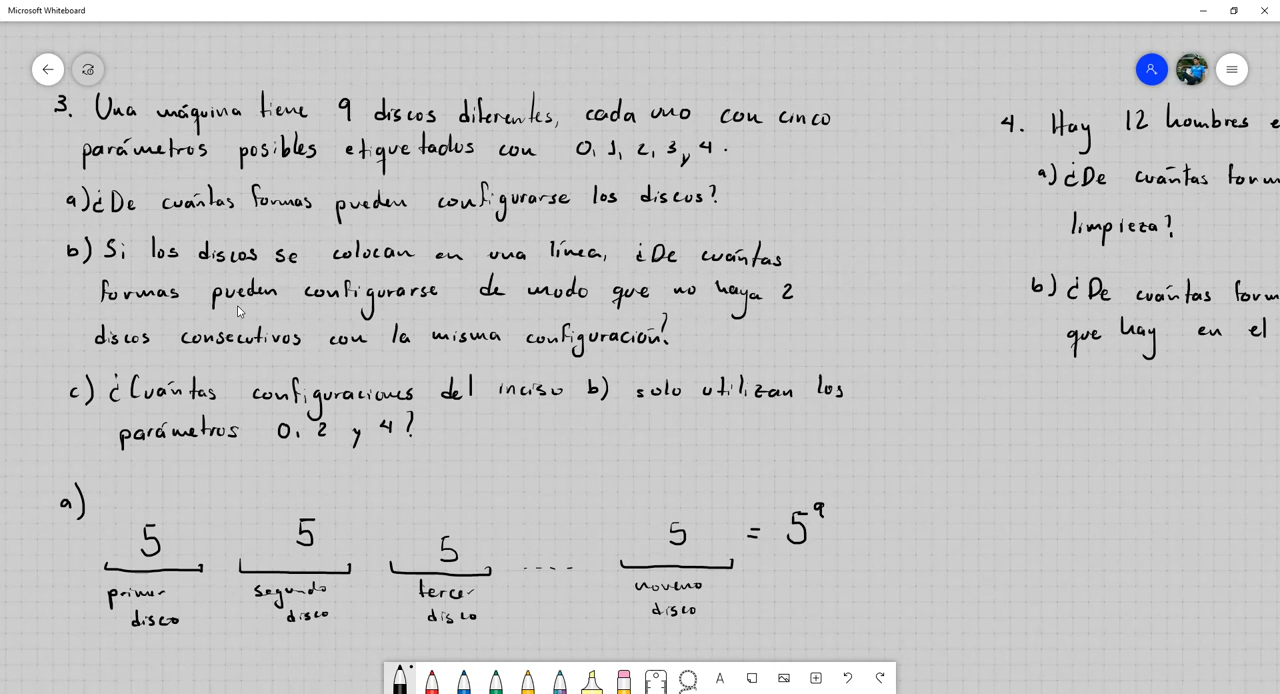 Microsoft Whiteboard
3. Una máquina tiene 9 discos diferentes, cada uno con cinco
parámetros posibles etiquetados con 0, 1, 2, 3, y 4.
a) ¿De cuántas formas pueden configurarse los discos?
b) Si los discos se colocan en una línea, ¿De cuántas
formas pueden configurarse de modo que no haya 2
discos consecutivos con la misma configuración?
c) ¿Cuántas configuraciones del inciso b) solo utilizan los
parámetros 0, 2 y 4?
4. Hay 12 hombres e
a) ¿De cuántas form
limpieza?
b) ¿De cuántas form
que hay en el
a)
5 5 5 .... 5 = 5⁹
primer segundo tercer noveno
disco disco disco disco
A